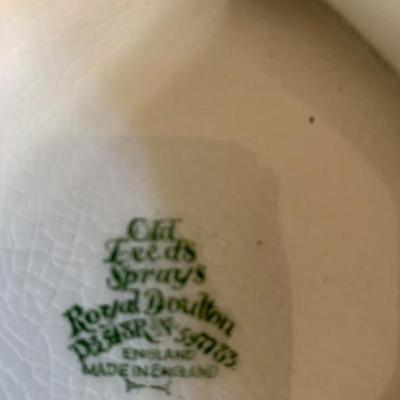 Old
Leeds
Sprays
Royal Doulton
ENGLAND
MADE IN ENGLAND